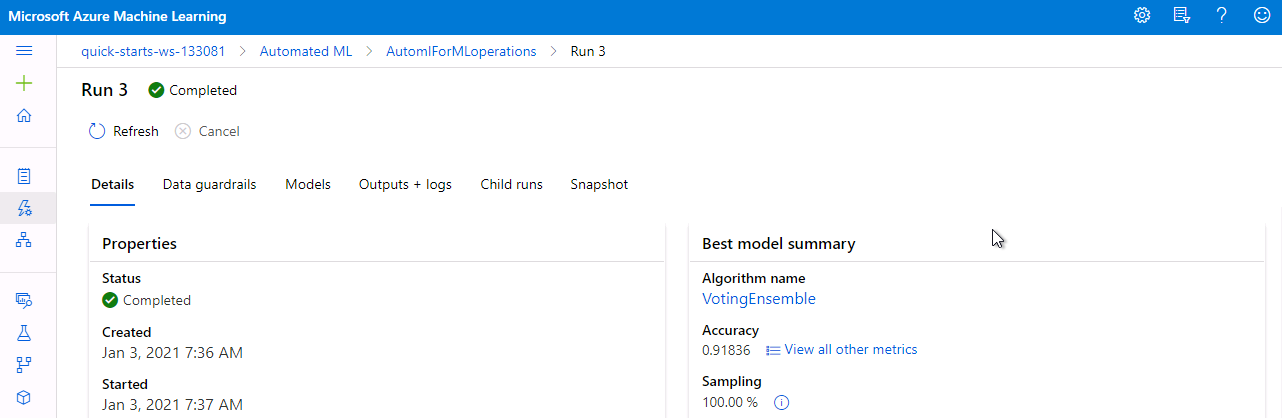 Microsoft Azure Machine Learning
quick-starts-ws-133081 > Automated ML > AutomlForMLoperations > Run 3
Run 3 Completed
Refresh Cancel
Details Data guardrails Models Outputs + logs Child runs Snapshot
Properties
Status
Completed
Created
Jan 3, 2021 7:36 AM
Started
Jan 3, 2021 7:37 AM
Best model summary
Algorithm name
VotingEnsemble
Accuracy
0.91836 View all other metrics
Sampling
100.00 %